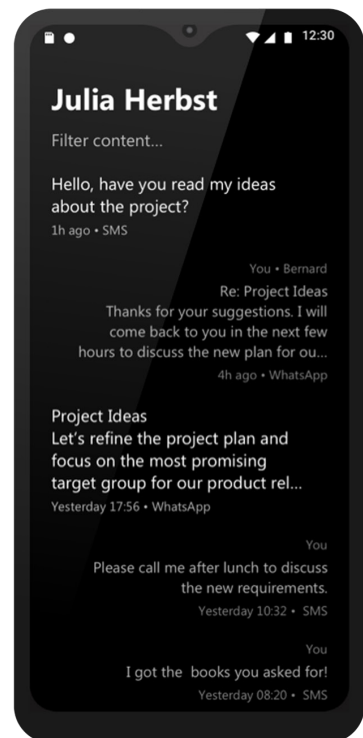 12:30
Julia Herbst
Filter content...
Hello, have you read my ideas
about the project?
1h ago • SMS
You • Bernard
Re: Project Ideas
Thanks for your suggestions. I will
come back to you in the next few
hours to discuss the new plan for ou...
4h ago • WhatsApp
Project Ideas
Let's refine the project plan and
focus on the most promising
target group for our product rel...
Yesterday 17:56 • WhatsApp
You
Please call me after lunch to discuss
the new requirements.
Yesterday 10:32 • SMS
You
I got the books you asked for!
Yesterday 08:20 • SMS